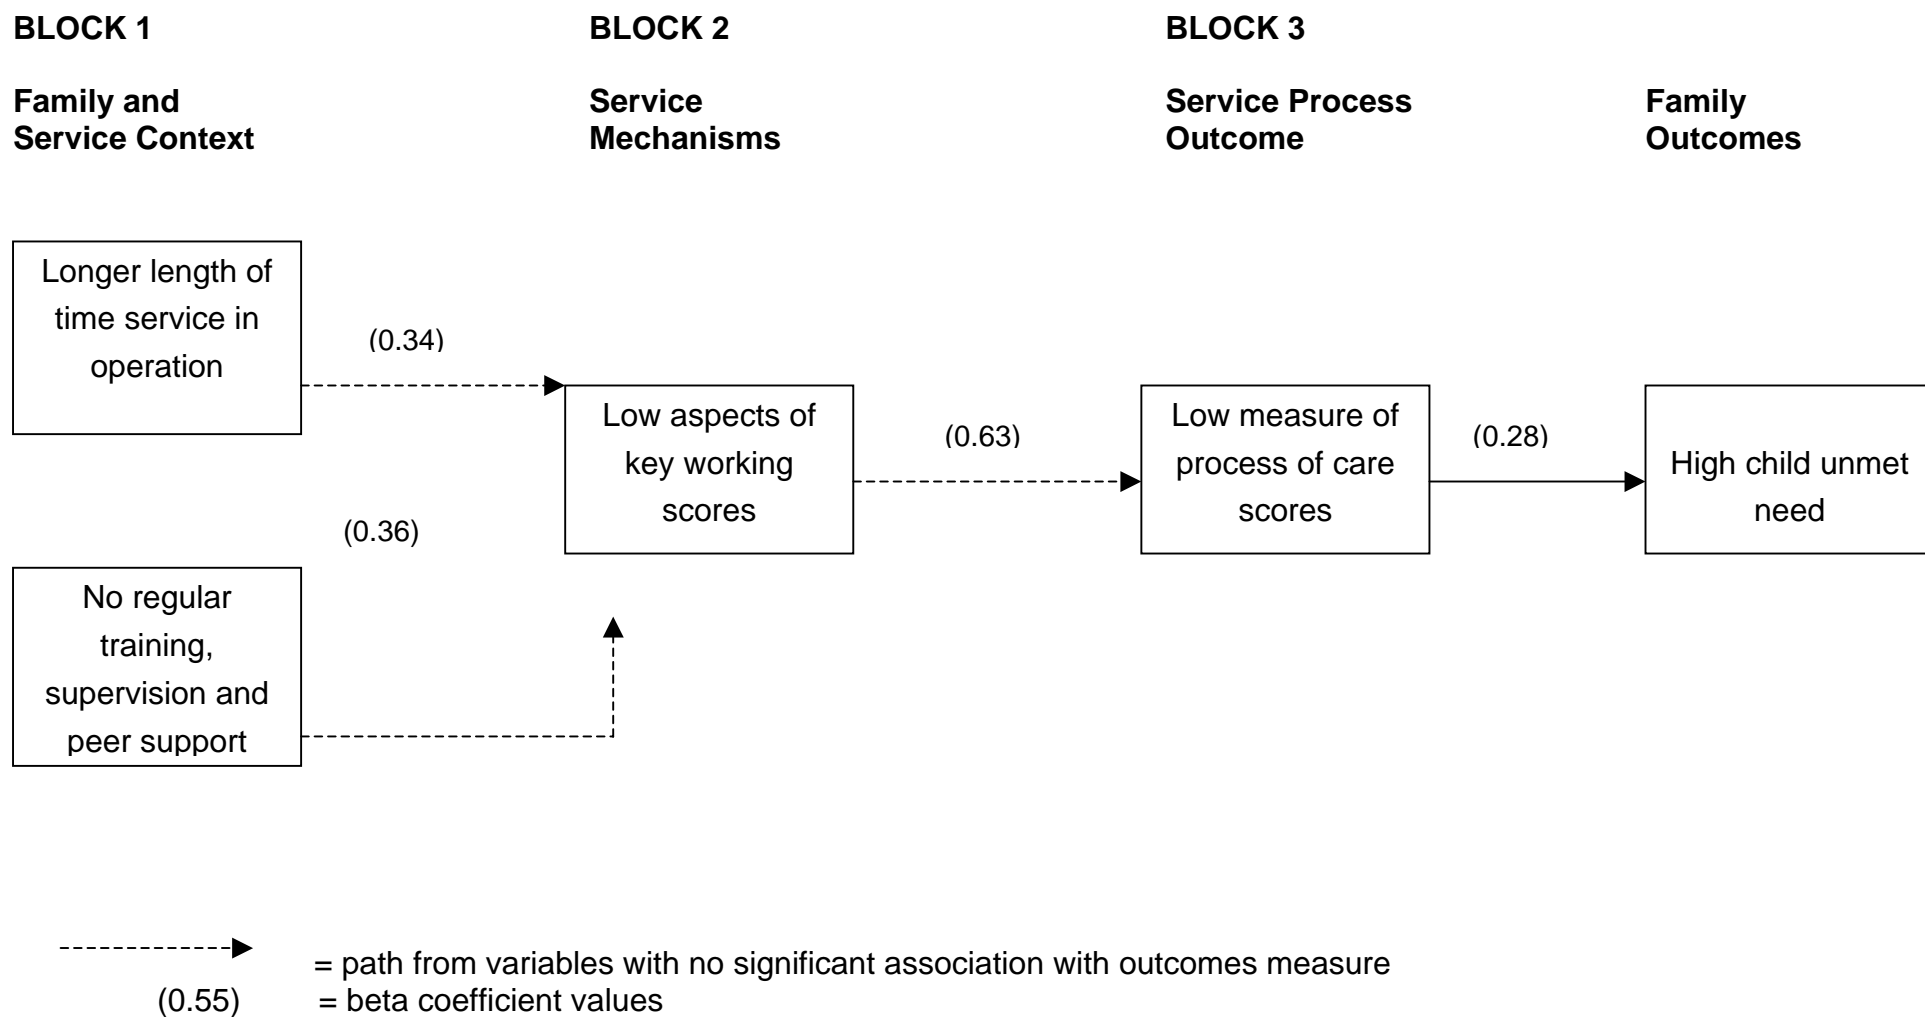 BLOCK 1
BLOCK 2
BLOCK 3
Family and
Service Context
Service
Mechanisms
Service Process
Outcome
Family
Outcomes
Longer length of
time service in
operation
(0.34)
Low aspects of
key working
scores
(0.63)
Low measure of
process of care
scores
(0.28)
High child unmet
need
(0.36)
No regular
training,
supervision and
peer support
= path from variables with no significant association with outcomes measure
(0.55) = beta coefficient values